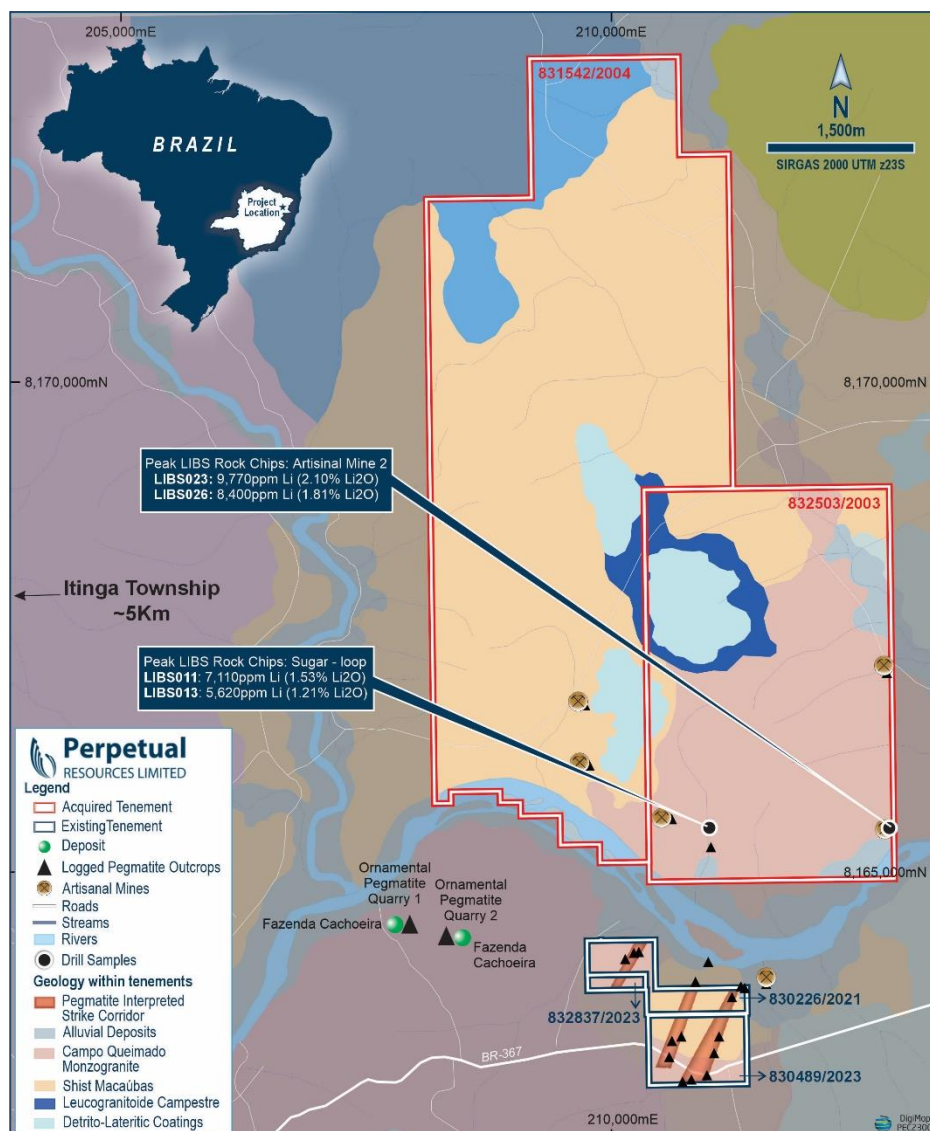 205,000mE
210,000mE
831542/2004
BRAZIL
Project
Location
N
1,500m
SIRGAS 2000 UTM z23S
8,170,000mN
8,170,000mN
Peak LIBS Rock Chips: Artisinal Mine 2
LIBS023: 9,770ppm Li (2.10% Li2O)
LIBS026: 8,400ppm Li (1.81% Li2O)
832503/2003
Itinga Township
~5Km
Peak LIBS Rock Chips: Sugar - loop
LIBS011: 7,110ppm Li (1.53% Li2O)
LIBS013: 5,620ppm Li (1.21% Li2O)
Perpetual
RESOURCES LIMITED
Legend
Acquired Tenement
ExistingTenement
Deposit
Logged Pegmatite Outcrops
Artisanal Mines
Roads
Streams
Rivers
Drill Samples
Geology within tenements
Pegmatite Interpreted
Strike Corridor
Alluvial Deposits
Campo Queimado
Monzogranite
Shist Macaúbas
Leucogranitoide Campestre
Detrito-Lateritic Coatings
8,165,000mN
Ornamental
Pegmatite
Quarry 1
Ornamental
Pegmatite
Quarry 2
Fazenda Cachoeira
Fazenda
Cachoeira
832837/2023
830226/2021
830489/2023
BR-367
210,000mE
DigiMap
PEC2300